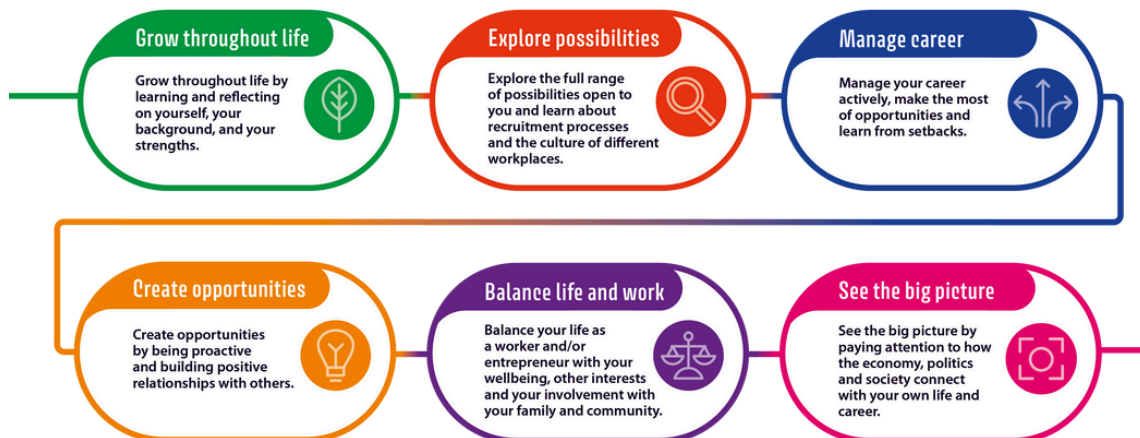 Grow throughout life
Grow throughout life by
learning and reflecting
on yourself, your
background, and your
strengths.
Explore possibilities
Explore the full range
of possibilities open to
you and learn about
recruitment processes
and the culture of different
workplaces.
Manage career
Manage your career
actively, make the most
of opportunities and
learn from setbacks.
Create opportunities
Create opportunities
by being proactive
and building positive
relationships with others.
Balance life and work
Balance your life as
a worker and/or
entrepreneur with your
wellbeing, other interests
and your involvement with
your family and community.
See the big picture
See the big picture by
paying attention to how
the economy, politics
and society connect
with your own life and
career.